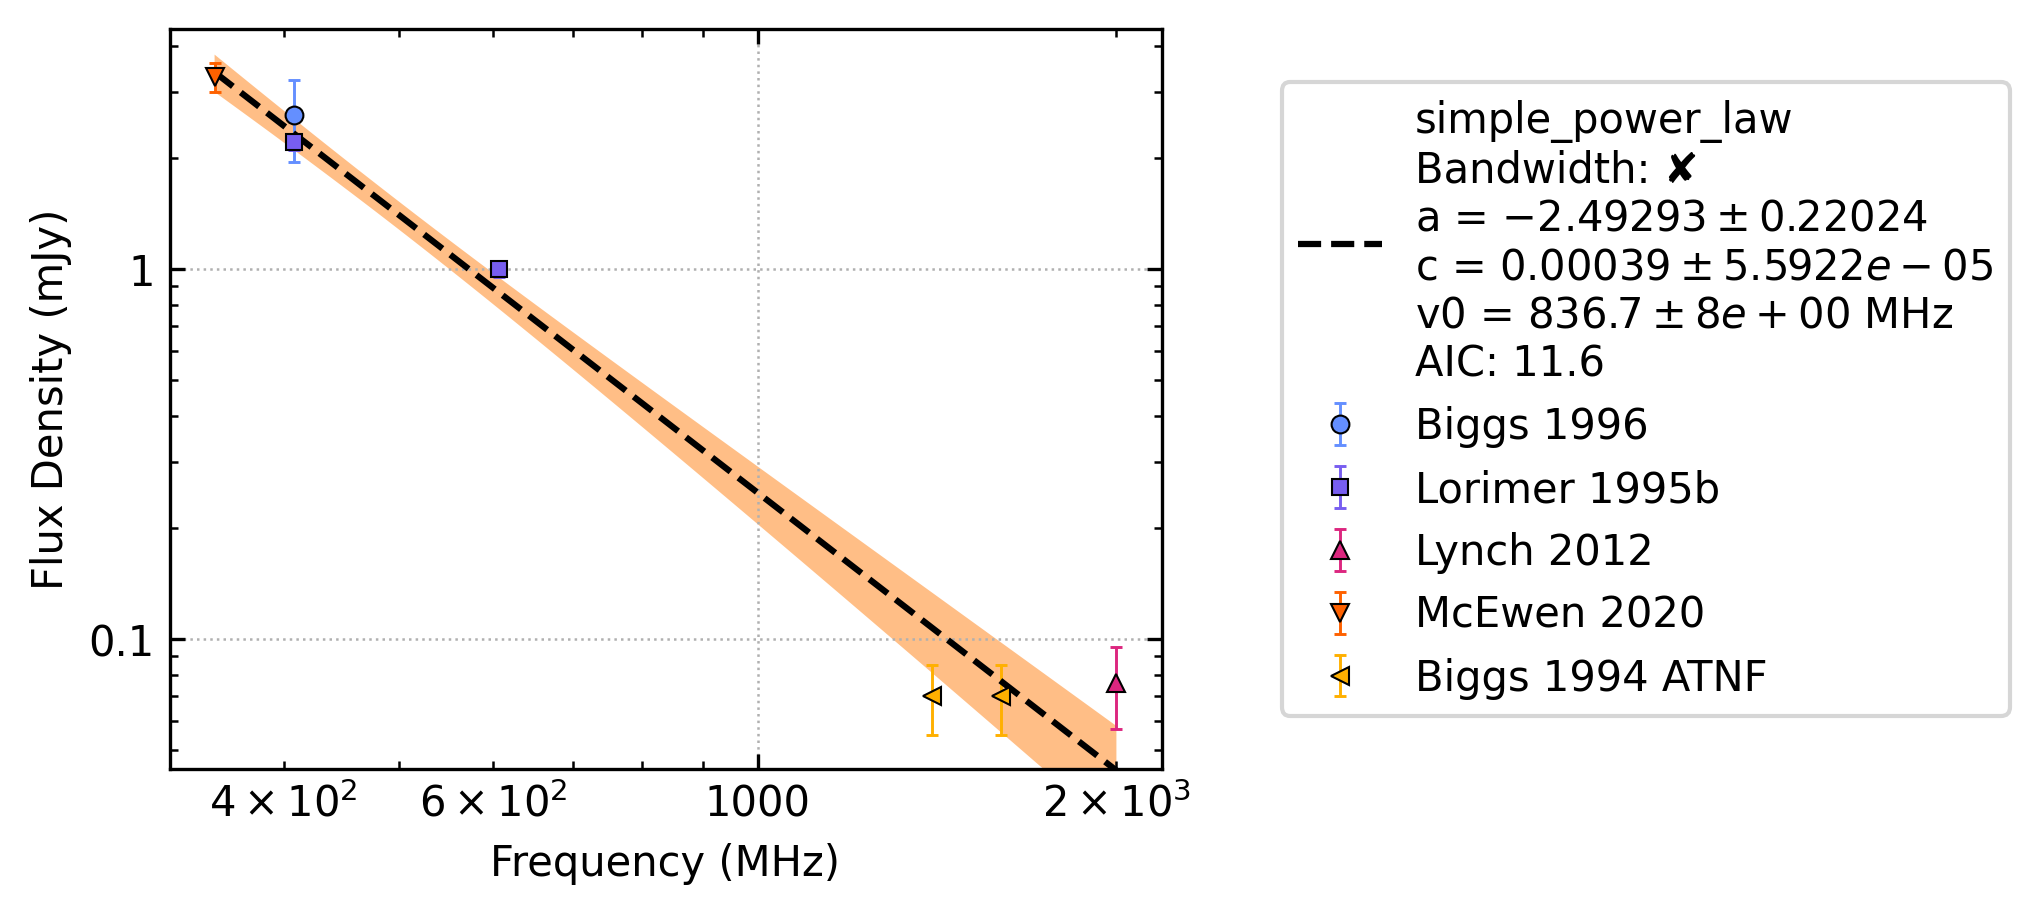 Flux Density (mJy)
1
0.1
4 × 10²
6 × 10²
1000
2 × 10³
Frequency (MHz)
simple_power_law
Bandwidth: ✘
a = −2.49293 ± 0.22024
c = 0.00039 ± 5.5922e − 05
v0 = 836.7 ± 8e + 00 MHz
AIC: 11.6
Biggs 1996
Lorimer 1995b
Lynch 2012
McEwen 2020
Biggs 1994 ATNF